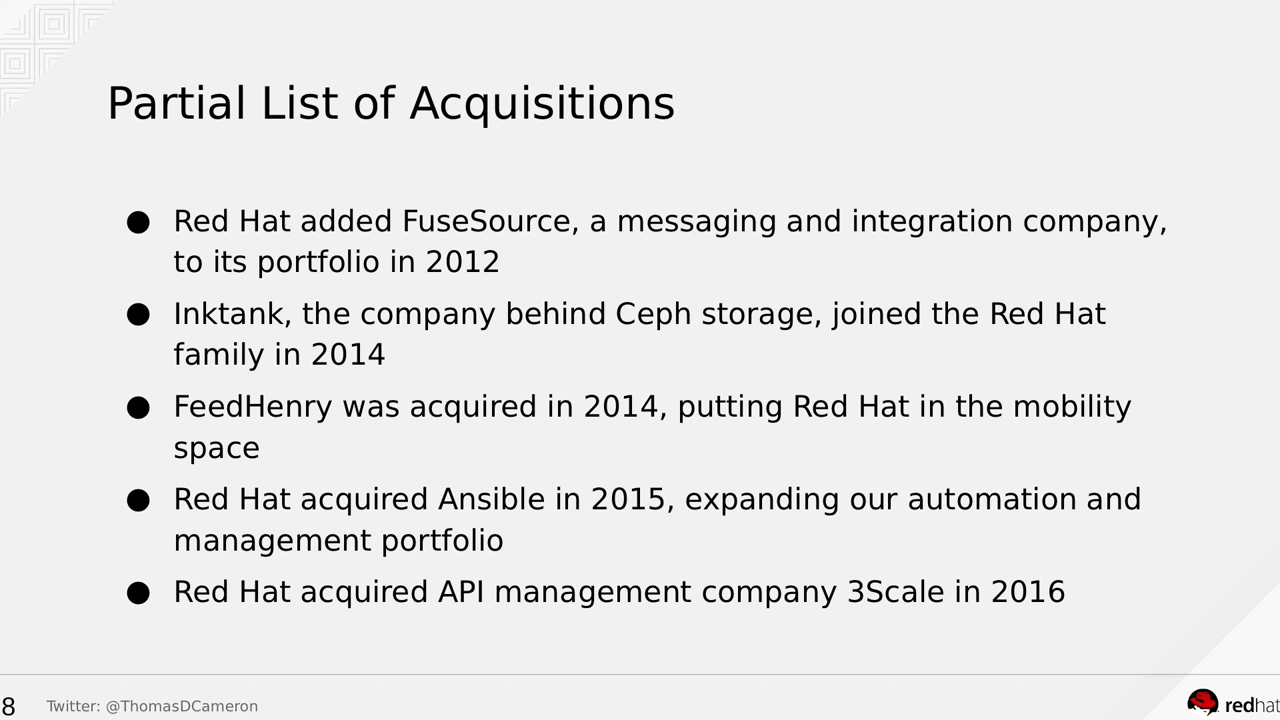 Partial List of Acquisitions
● Red Hat added FuseSource, a messaging and integration company,
to its portfolio in 2012
● Inktank, the company behind Ceph storage, joined the Red Hat
family in 2014
● FeedHenry was acquired in 2014, putting Red Hat in the mobility
space
● Red Hat acquired Ansible in 2015, expanding our automation and
management portfolio
● Red Hat acquired API management company 3Scale in 2016
8 Twitter: @ThomasDCameron
redhat